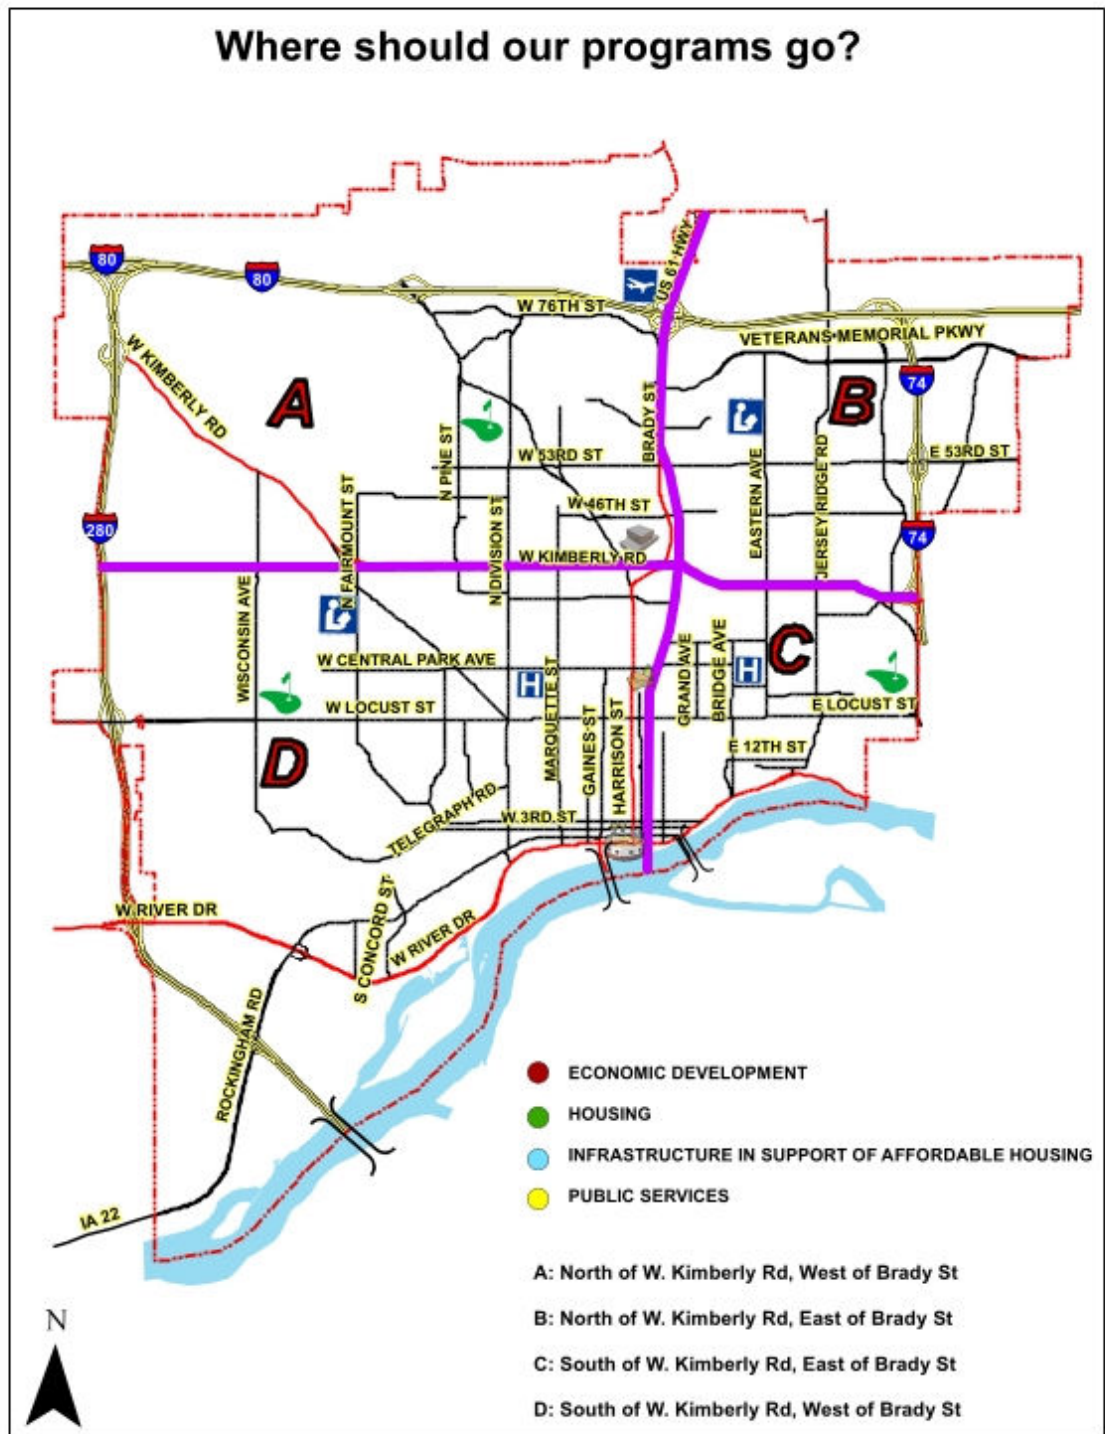 Where should our programs go?
80
80
US 61 HWY
W 76TH ST
VETERANS MEMORIAL PKWY
W KIMBERLY RD
A
74
B
BRADY ST
N PINE ST
W 53RD ST
E 53RD ST
N FAIRMOUNT ST
W 46TH ST
EASTERN AVE
JERSEY RIDGE RD
280
N DIVISION ST
74
W KIMBERLY RD
WISCONSIN AVE
W CENTRAL PARK AVE
H
MARQUETTE ST
GRAND AVE
BRIDGE AVE
H
C
W LOCUST ST
E LOCUST ST
GAINES ST
HARRISON ST
E 12TH ST
D
TELEGRAPH RD
W 3RD ST
W RIVER DR
S CONCORD ST
W RIVER DR
ROCKINGHAM RD
IA 22
ECONOMIC DEVELOPMENT
HOUSING
INFRASTRUCTURE IN SUPPORT OF AFFORDABLE HOUSING
PUBLIC SERVICES
A: North of W. Kimberly Rd, West of Brady St
B: North of W. Kimberly Rd, East of Brady St
C: South of W. Kimberly Rd, East of Brady St
D: South of W. Kimberly Rd, West of Brady St
N